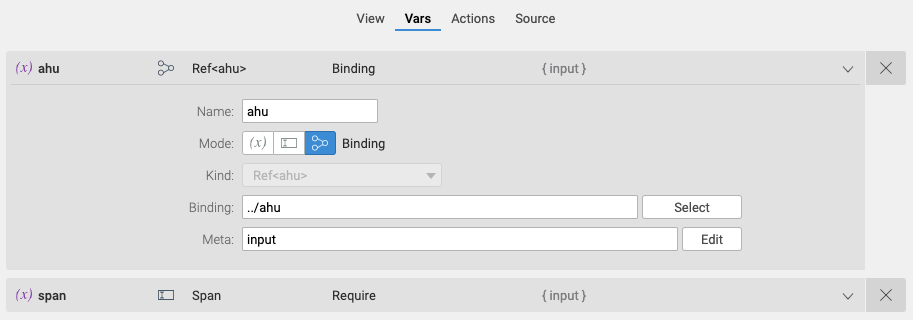 View Vars Actions Source
(x) ahu Ref<ahu> Binding { input }
Name: ahu
Mode: (x) Binding
Kind: Ref<ahu>
Binding: ../ahu Select
Meta: input Edit
(x) span Span Require { input }